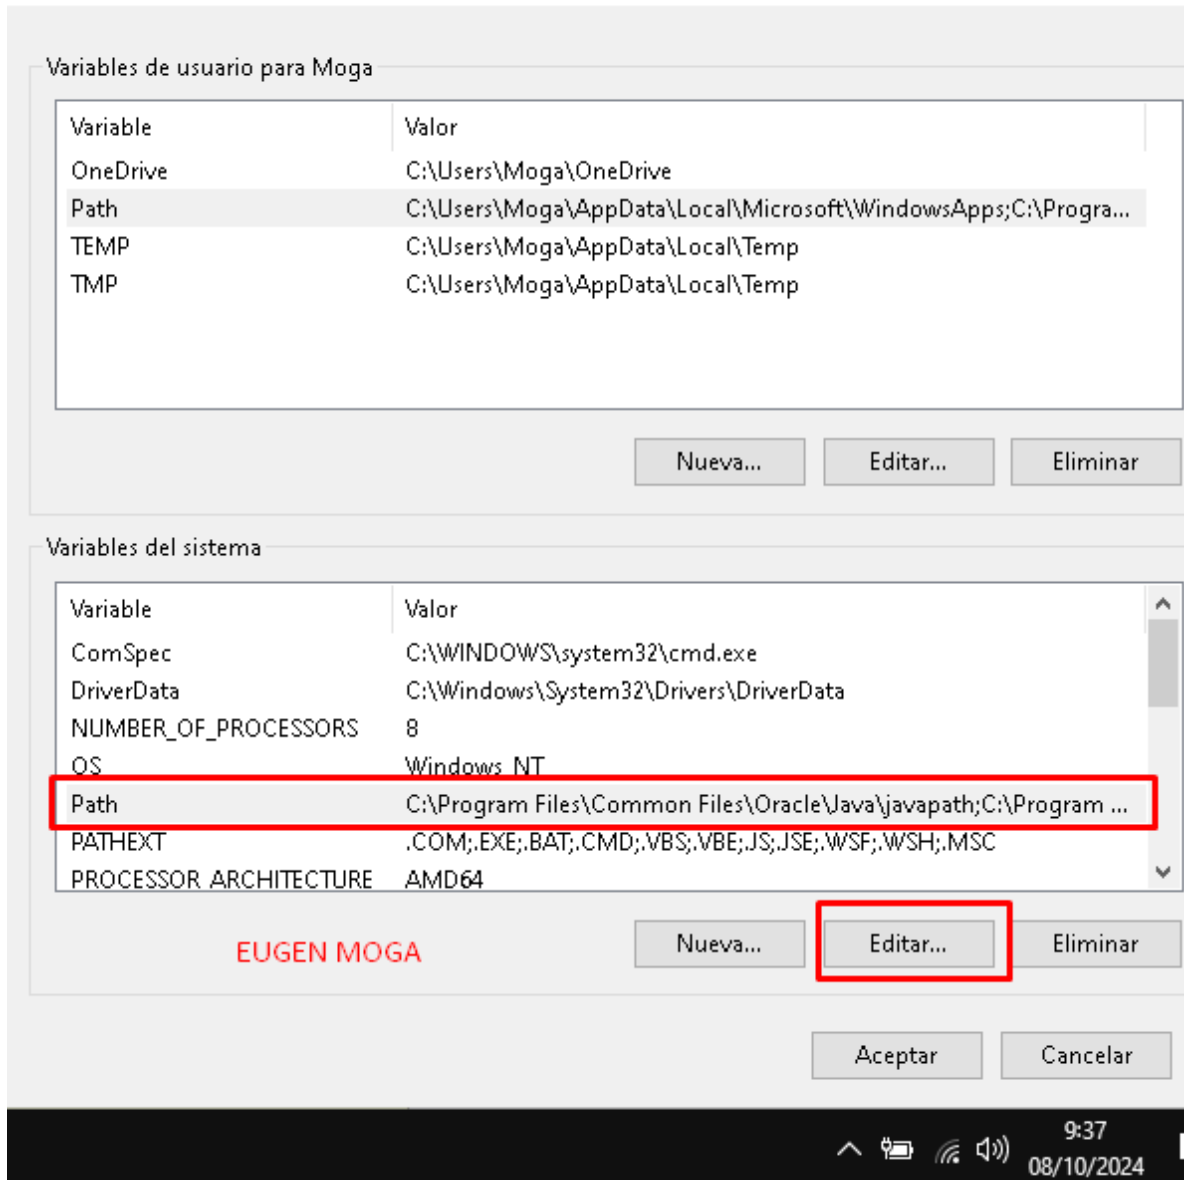 Variables de usuario para Moga
Variable Valor
OneDrive C:\Users\Moga\OneDrive
Path C:\Users\Moga\AppData\Local\Microsoft\WindowsApps;C:\Progra...
TEMP C:\Users\Moga\AppData\Local\Temp
TMP C:\Users\Moga\AppData\Local\Temp
Nueva... Editar... Eliminar
Variables del sistema
Variable Valor
ComSpec C:\WINDOWS\system32\cmd.exe
DriverData C:\Windows\System32\Drivers\DriverData
NUMBER_OF_PROCESSORS 8
OS Windows_NT
Path C:\Program Files\Common Files\Oracle\Java\javapath;C:\Program ...
PATHEXT .COM;.EXE;.BAT;.CMD;.VBS;.VBE;.JS;.JSE;.WSF;.WSH;.MSC
PROCESSOR_ARCHITECTURE AMD64
EUGEN MOGA Nueva... Editar... Eliminar
Aceptar Cancelar
9:37
08/10/2024